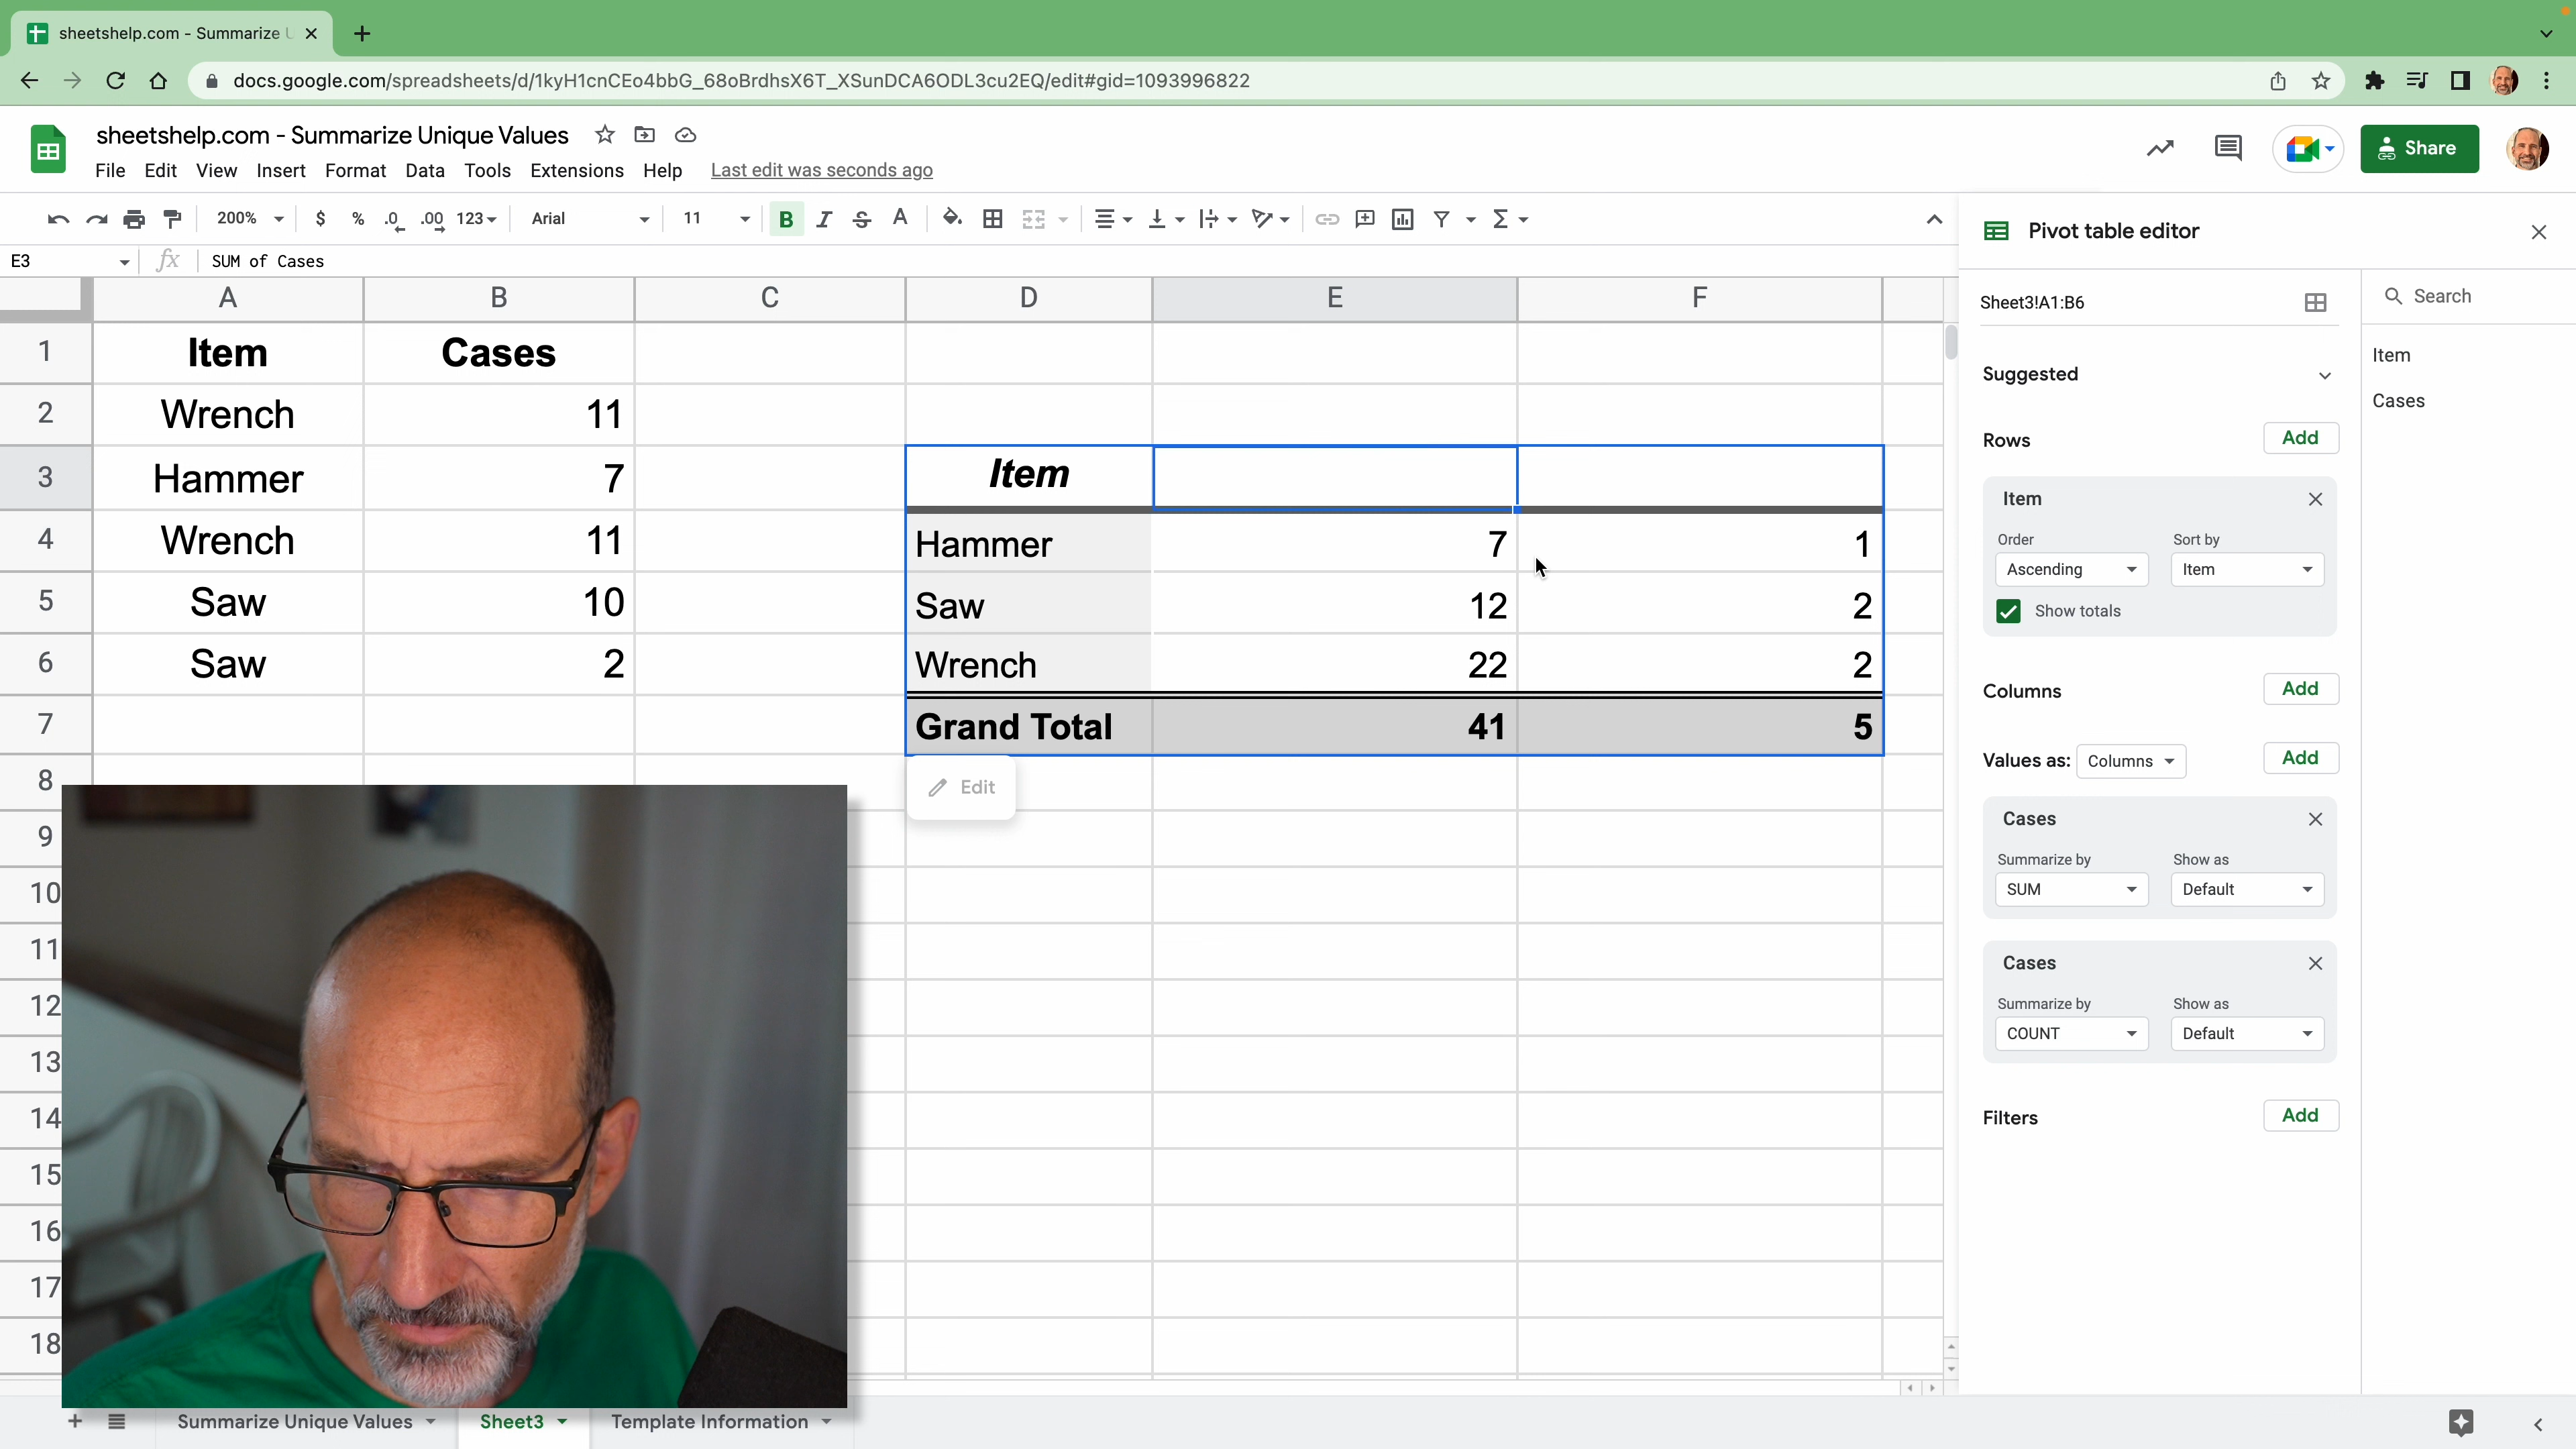 sheetshelp.com - Summarize U
docs.google.com/spreadsheets/d/1kyH1cnCEo4bbG_68oBrdhsX6T_XSunDCA6ODL3cu2EQ/edit#gid=1093996822
sheetshelp.com - Summarize Unique Values
File Edit View Insert Format Data Tools Extensions Help Last edit was seconds ago
Share
200% $ % .0 .00 123 Arial 11 B I S A Σ
E3 fx SUM of Cases
A B C D E F
1 Item Cases
2 Wrench 11
3 Hammer 7 Item
4 Wrench 11 Hammer 7 1
5 Saw 10 Saw 12 2
6 Saw 2 Wrench 22 2
7 Grand Total 41 5
8 Edit
9
10
11
12
13
14
15
16
17
18
Pivot table editor
Sheet3!A1:B6
Suggested
Rows Add
Item
Order Sort by
Ascending Item
Show totals
Columns Add
Values as: Columns Add
Cases
Summarize by Show as
SUM Default
Cases
Summarize by Show as
COUNT Default
Filters Add
Search
Item
Cases
Summarize Unique Values Sheet3 Template Information